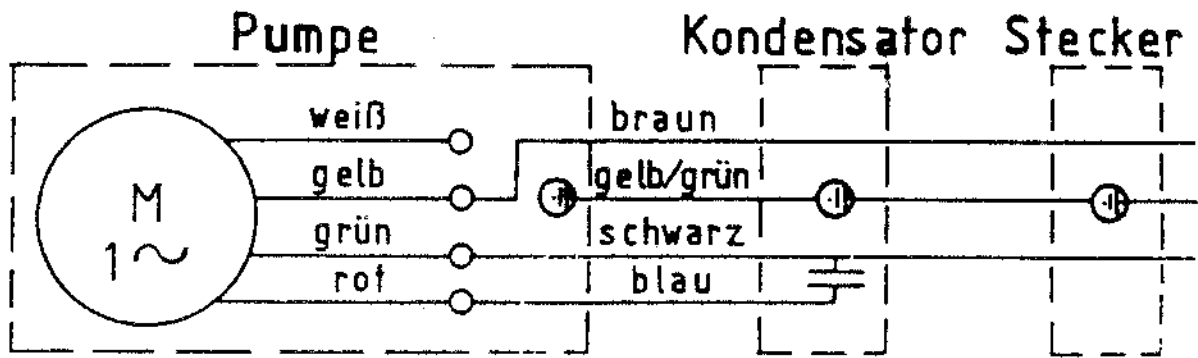 Pumpe Kondensator Stecker
weiß braun
gelb gelb/grün
M
grün schwarz
1~
rot blau